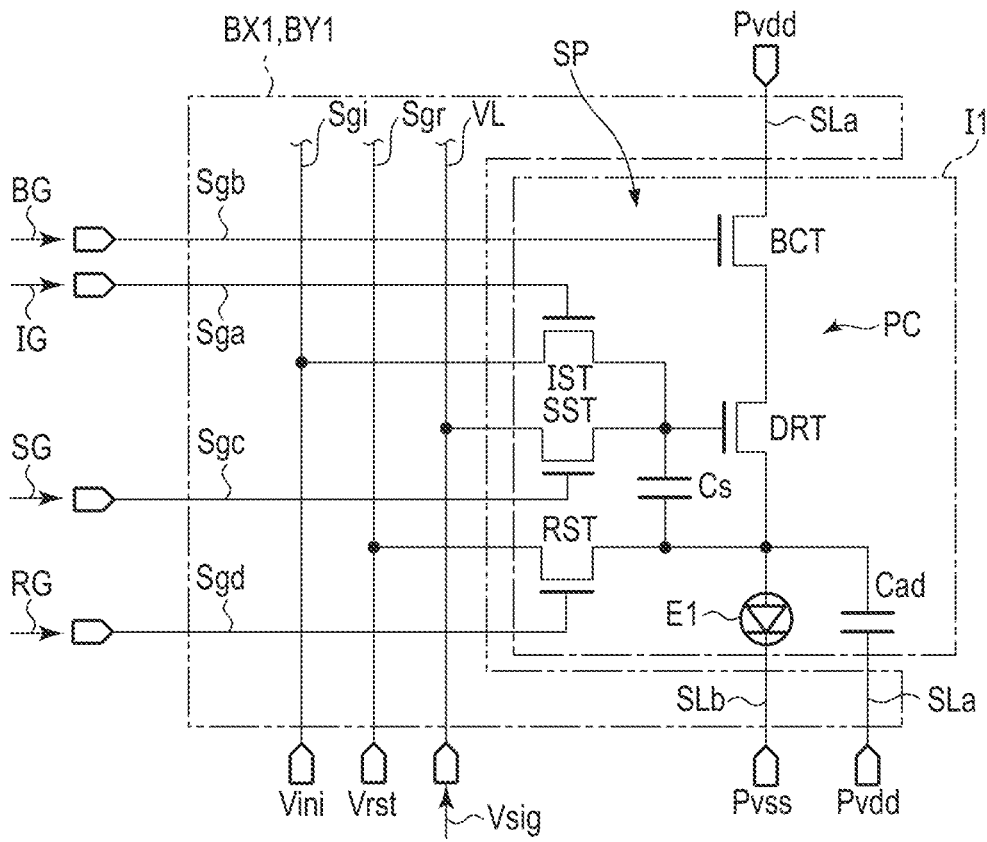 BX1,BY1
Pvdd
SP
Sgi
Sgr
VL
SLa
I1
BG
Sgb
BCT
IG
Sga
PC
IST
SST
DRT
SG
Sgc
Cs
RST
RG
Sgd
E1
Cad
SLb
SLa
Vini
Vrst
Vsig
Pvss
Pvdd